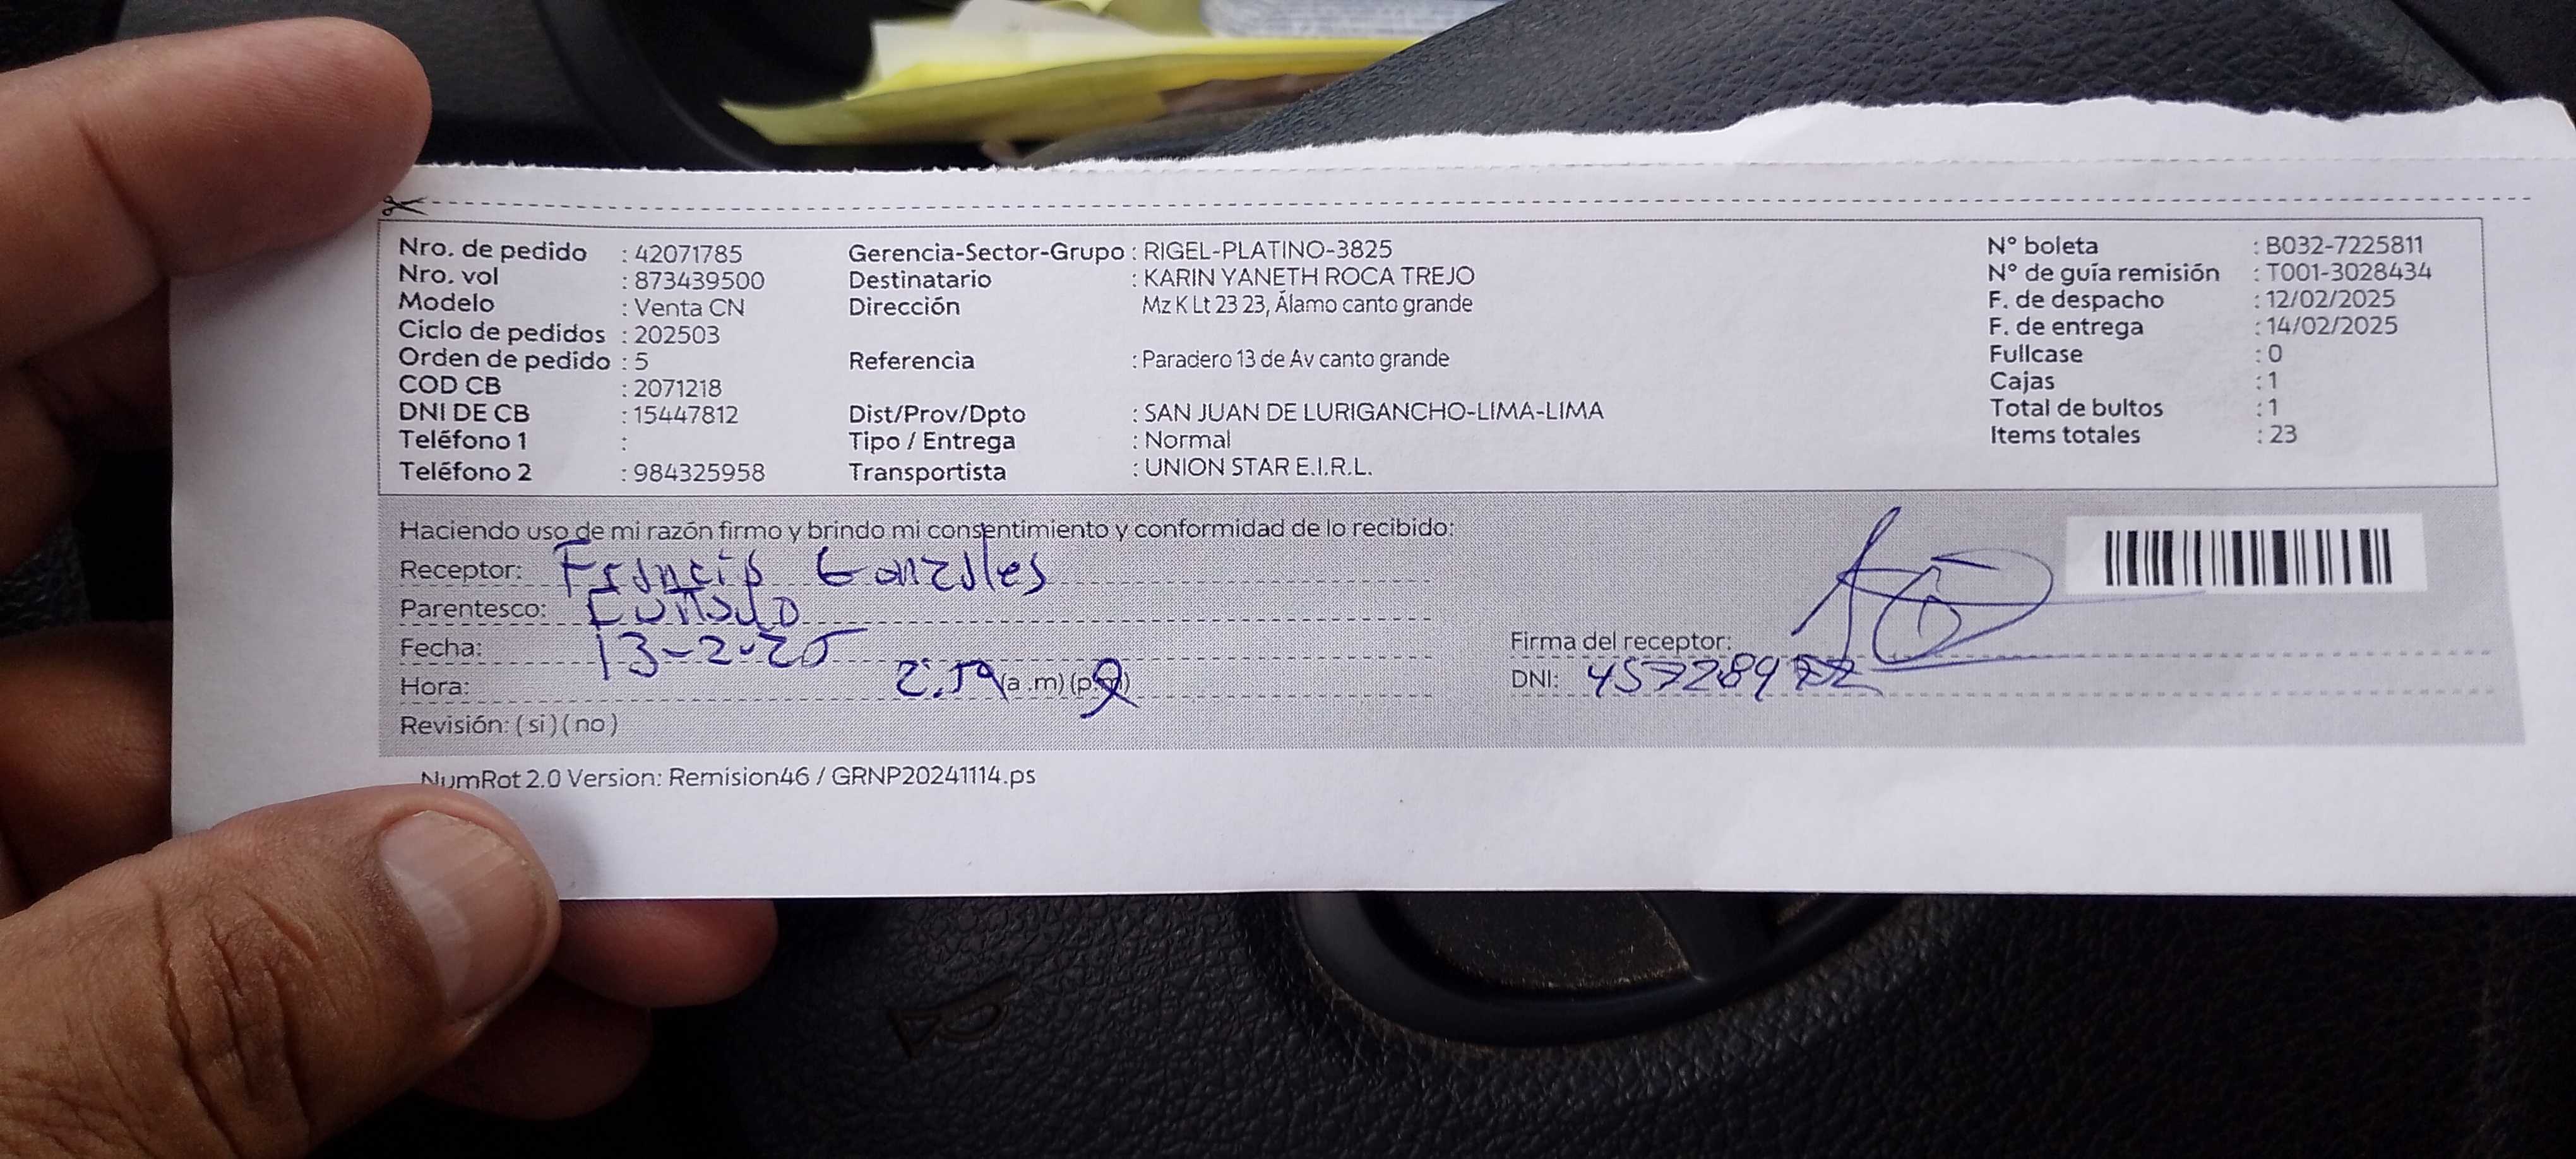 Nro. de pedido : 42071785
Nro. vol : 873439500
Modelo : Venta CN
Ciclo de pedidos : 202503
Orden de pedido : 5
COD CB : 2071218
DNI DE CB : 15447812
Teléfono 1 :
Teléfono 2 : 984325958
Gerencia-Sector-Grupo : RIGEL-PLATINO-3825
Destinatario : KARIN YANETH ROCA TREJO
Dirección Mz K Lt 23 23, Álamo canto grande
Referencia : Paradero 13 de Av canto grande
Dist/Prov/Dpto : SAN JUAN DE LURIGANCHO-LIMA-LIMA
Tipo / Entrega : Normal
Transportista : UNION STAR E.I.R.L.
N° boleta : B032-7225811
N° de guía remisión : T001-3028434
F. de despacho : 12/02/2025
F. de entrega : 14/02/2025
Fullcase : 0
Cajas : 1
Total de bultos : 1
Items totales : 23
Haciendo uso de mi razón firmo y brindo mi consentimiento y conformidad de lo recibido:
Receptor: Francis Gonzales
Parentesco: Cuñado
Fecha: 13-2-25
Hora: 2:59 (a .m) (p.m)
Revisión: ( si ) ( no )
Firma del receptor:
DNI:
NumRot 2.0 Version: Remision46 / GRNP20241114.ps